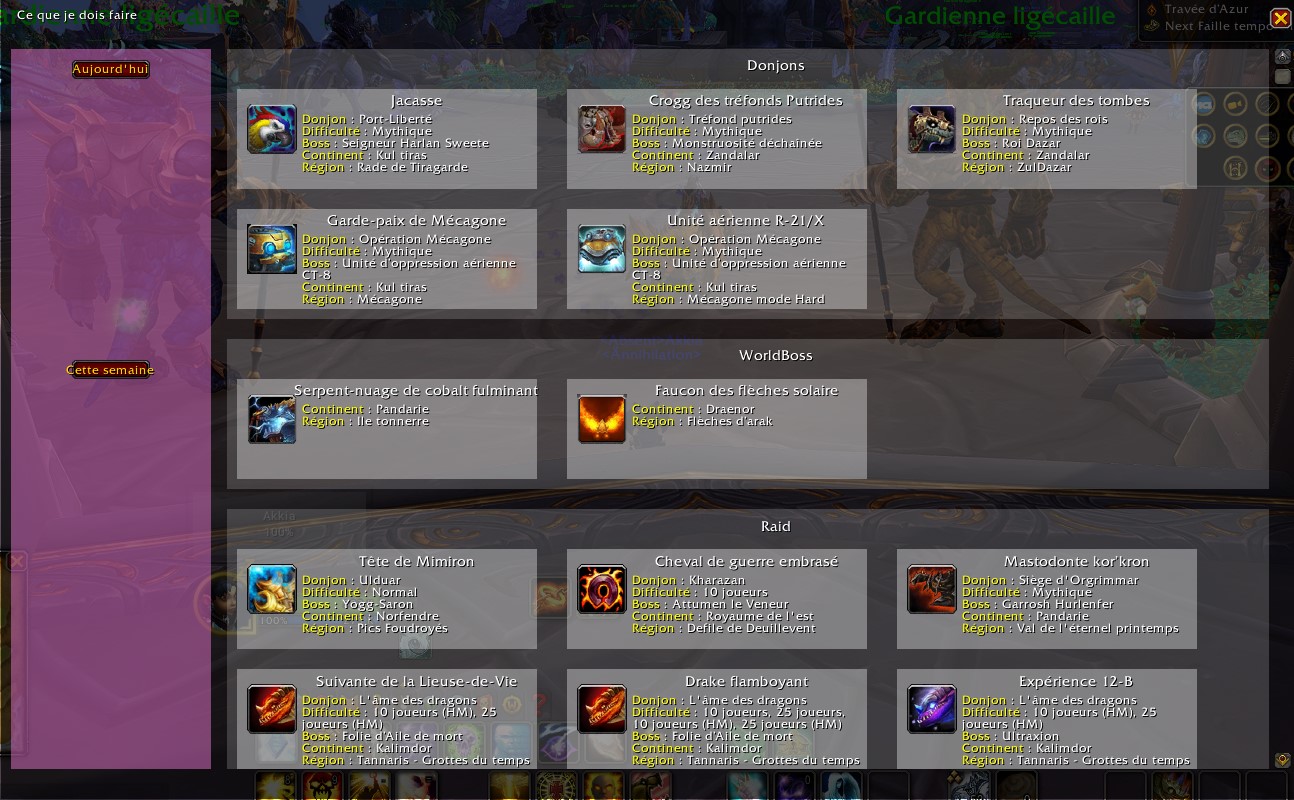 Ce que je dois faire
Gardienne ligécaille
Travée d'Azur
Next Faille tempo
Aujourd'hui
Cette semaine
Donjons
Jacasse
Donjon : Port-Liberté
Difficulté : Mythique
Boss : Seigneur Harlan Sweete
Continent : Kul tiras
Région : Rade de Tiragarde
Crogg des tréfonds Putrides
Donjon : Tréfond putrides
Difficulté : Mythique
Boss : Monstruosité déchainée
Continent : Zandalar
Région : Nazmir
Traqueur des tombes
Donjon : Repos des rois
Difficulté : Mythique
Boss : Roi Dazar
Continent : Zandalar
Région : ZulDazar
Garde-paix de Mécagone
Donjon : Opération Mécagone
Difficulté : Mythique
Boss : Unité d'oppression aérienne
CT-8
Continent : Kul tiras
Région : Mécagone
Unité aérienne R-21/X
Donjon : Opération Mécagone
Difficulté : Mythique
Boss : Unité d'oppression aérienne
CT-8
Continent : Kul tiras
Région : Mécagone mode Hard
WorldBoss
Serpent-nuage de cobalt fulminant
Continent : Pandarie
Région : Ile tonnerre
Faucon des flèches solaire
Continent : Draenor
Région : Flèches d'arak
Akkia
100%
Raid
Tête de Mimiron
Donjon : Ulduar
Difficulté : Normal
Boss : Yogg-Saron
Continent : Norfendre
Région : Pics Foudroyés
100%
Cheval de guerre embrasé
Donjon : Kharazan
Difficulté : 10 joueurs
Boss : Attumen le Veneur
Continent : Royaume de l'est
Région : Défilé de Deuillevent
Mastodonte kor'kron
Donjon : Siège d'Orgrimmar
Difficulté : Mythique
Boss : Garrosh Hurlenfer
Continent : Pandarie
Région : Val de l'éternel printemps
Suivante de la Lieuse-de-Vie
Donjon : L'âme des dragons
Difficulté : 10 joueurs (HM), 25
joueurs (HM)
Boss : Folie d'Aile de mort
Continent : Kalimdor
Région : Tannaris - Grottes du temps
Drake flamboyant
Donjon : L'âme des dragons
Difficulté : 10 joueurs, 25 joueurs,
10 joueurs (HM), 25 joueurs (HM)
Boss : Folie d'Aile de mort
Continent : Kalimdor
Région : Tannaris - Grottes du temps
Expérience 12-B
Donjon : L'âme des dragons
Difficulté : 10 joueurs (HM), 25
joueurs (HM)
Boss : Ultraxion
Continent : Kalimdor
Région : Tannaris - Grottes du temps